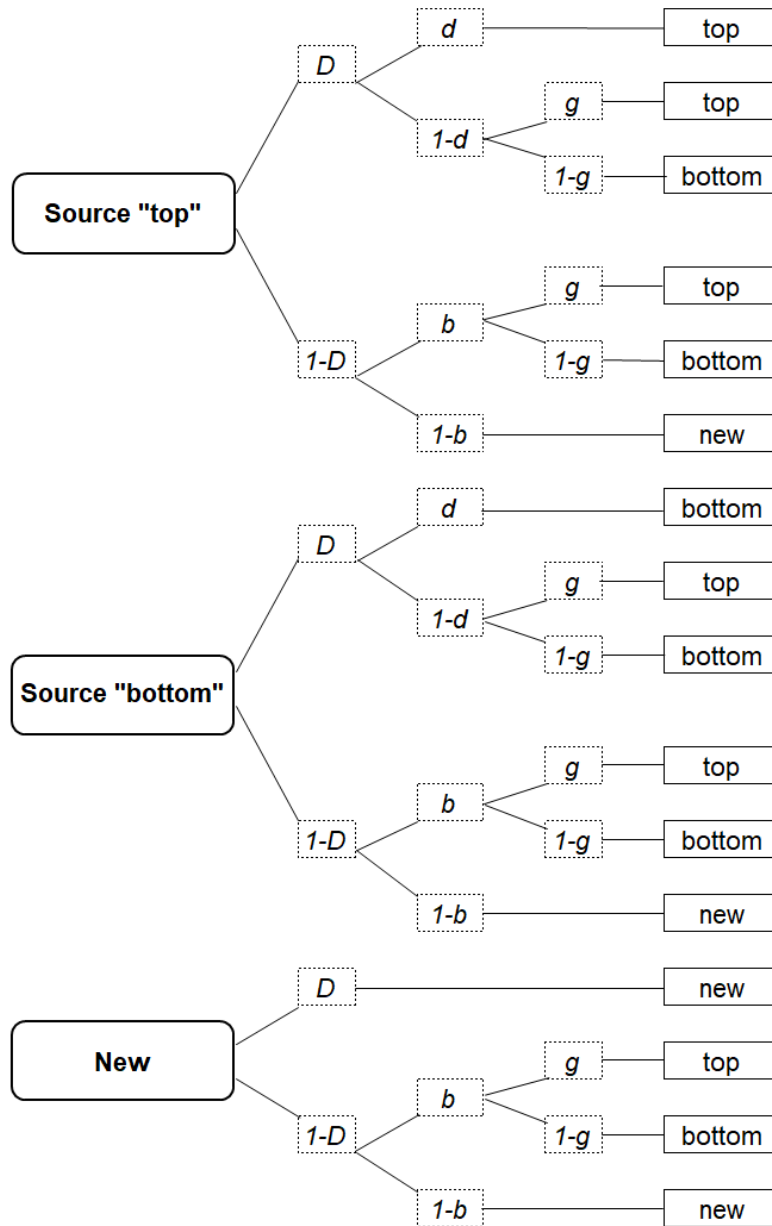 d
top
D
g
top
1-d
1-g
bottom
Source "top"
g
top
b
1-D
1-g
bottom
1-b
new
d
bottom
D
g
top
1-d
1-g
bottom
Source "bottom"
g
top
b
1-D
1-g
bottom
1-b
new
D
new
New
g
top
b
1-D
1-g
bottom
1-b
new